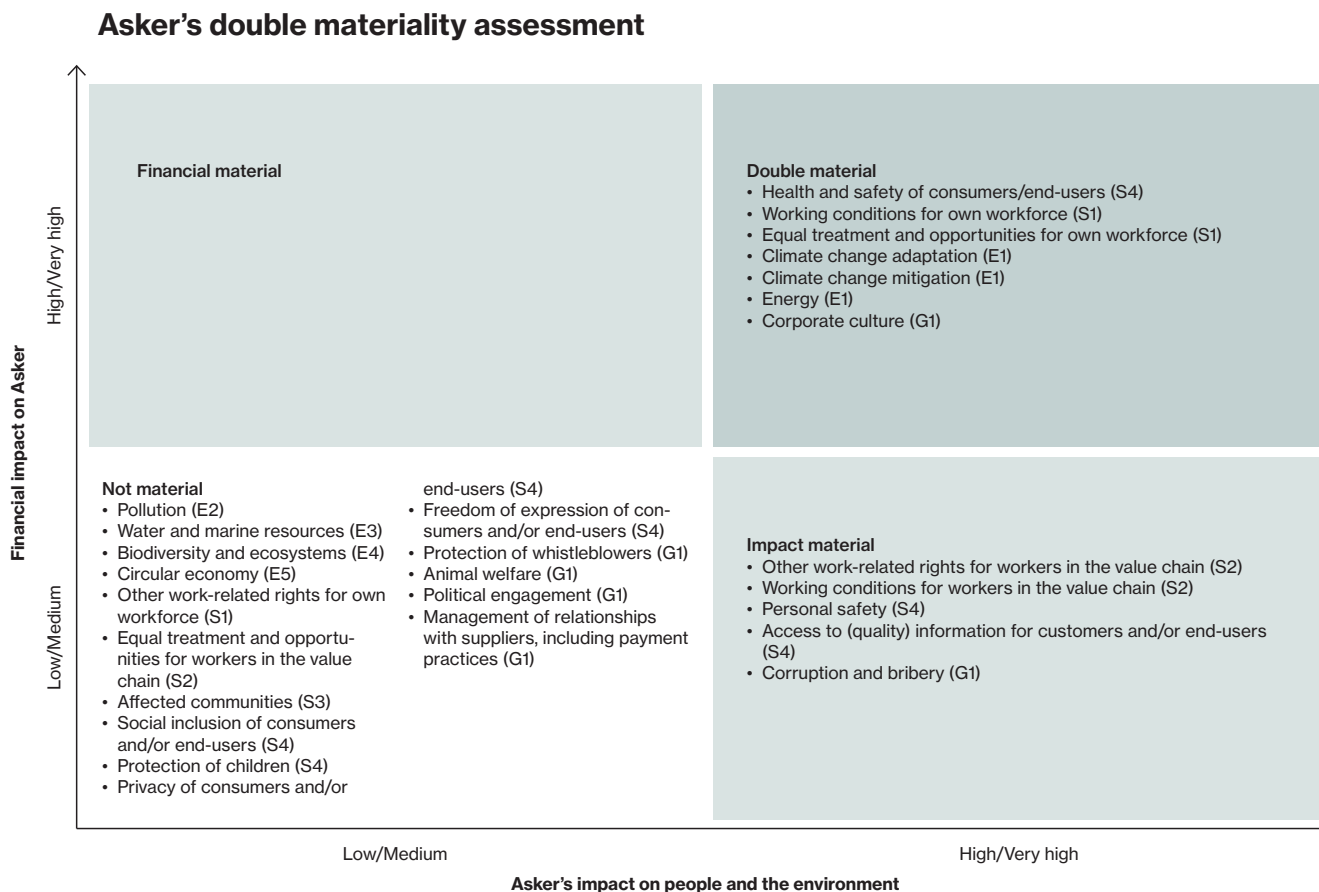 Asker's double materiality assessment
Financial impact on Asker
High/Very high
Low/Medium
Financial material
Double material
• Health and safety of consumers/end-users (S4)
• Working conditions for own workforce (S1)
• Equal treatment and opportunities for own workforce (S1)
• Climate change adaptation (E1)
• Climate change mitigation (E1)
• Energy (E1)
• Corporate culture (G1)
Not material
• Pollution (E2)
• Water and marine resources (E3)
• Biodiversity and ecosystems (E4)
• Circular economy (E5)
• Other work-related rights for own
workforce (S1)
• Equal treatment and opportu-
nities for workers in the value
chain (S2)
• Affected communities (S3)
• Social inclusion of consumers
and/or end-users (S4)
• Protection of children (S4)
• Privacy of consumers and/or
end-users (S4)
• Freedom of expression of con-
sumers and/or end-users (S4)
• Protection of whistleblowers (G1)
• Animal welfare (G1)
• Political engagement (G1)
• Management of relationships
with suppliers, including payment
practices (G1)
Impact material
• Other work-related rights for workers in the value chain (S2)
• Working conditions for workers in the value chain (S2)
• Personal safety (S4)
• Access to (quality) information for customers and/or end-users
(S4)
• Corruption and bribery (G1)
Low/Medium
High/Very high
Asker's impact on people and the environment